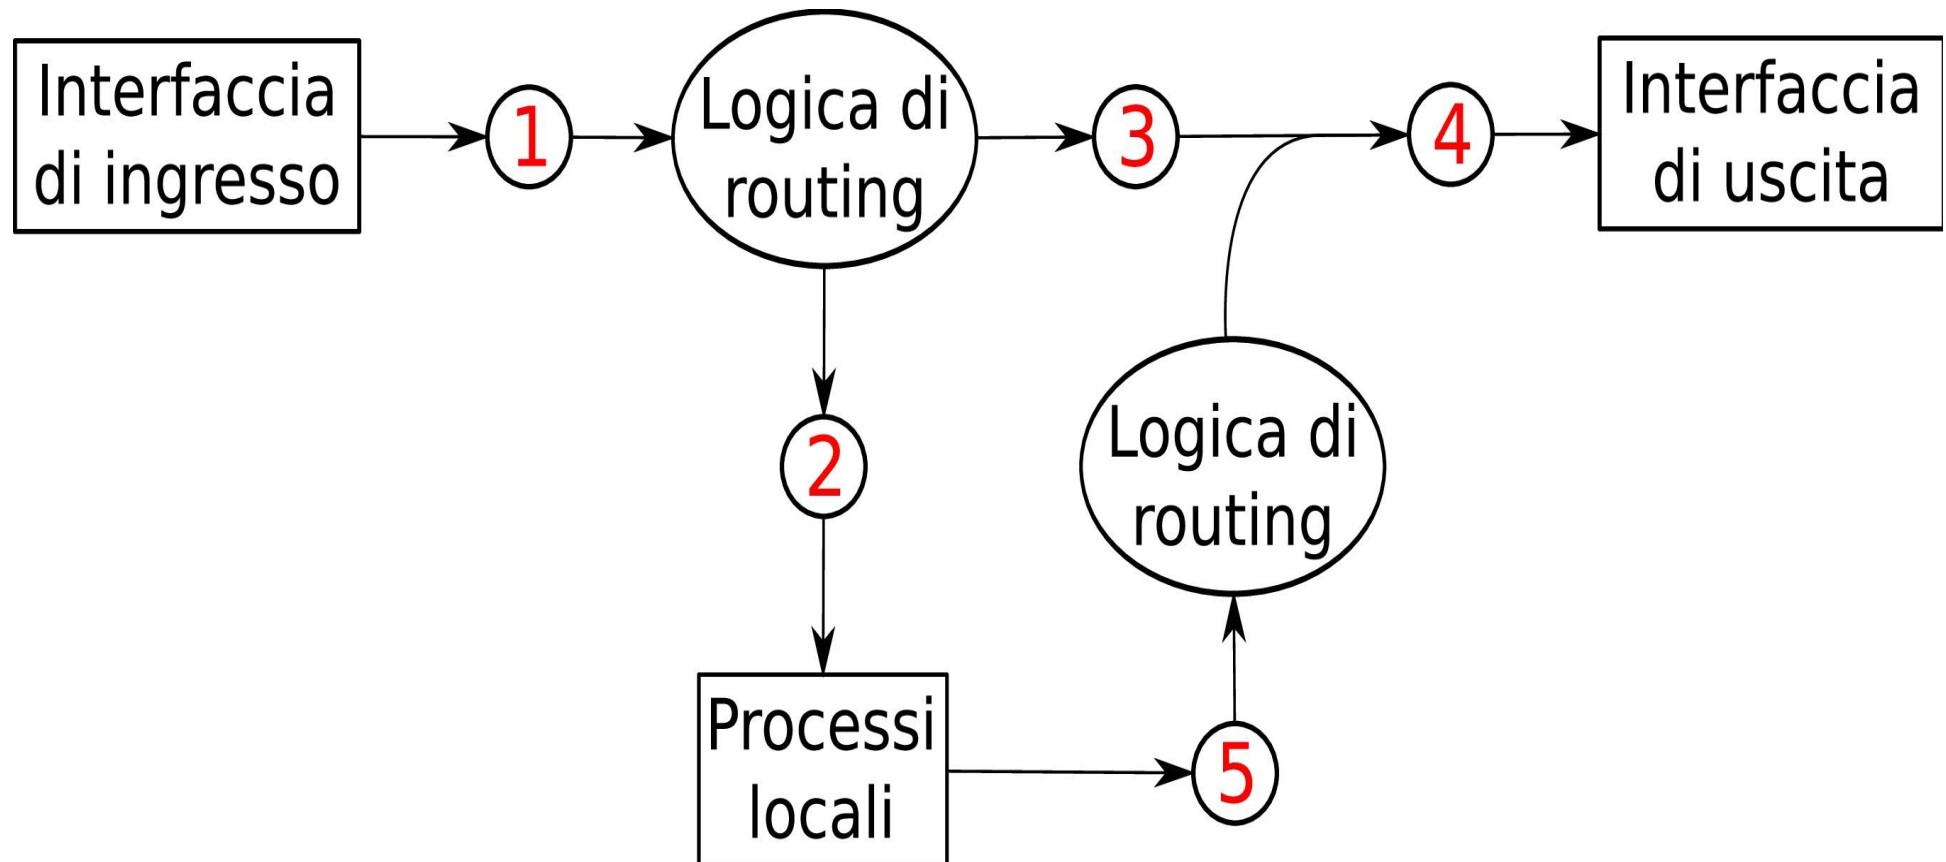 Interfaccia
di ingresso
1
Logica di
routing
3
4
Interfaccia
di uscita
2
Logica di
routing
Processi
locali
5